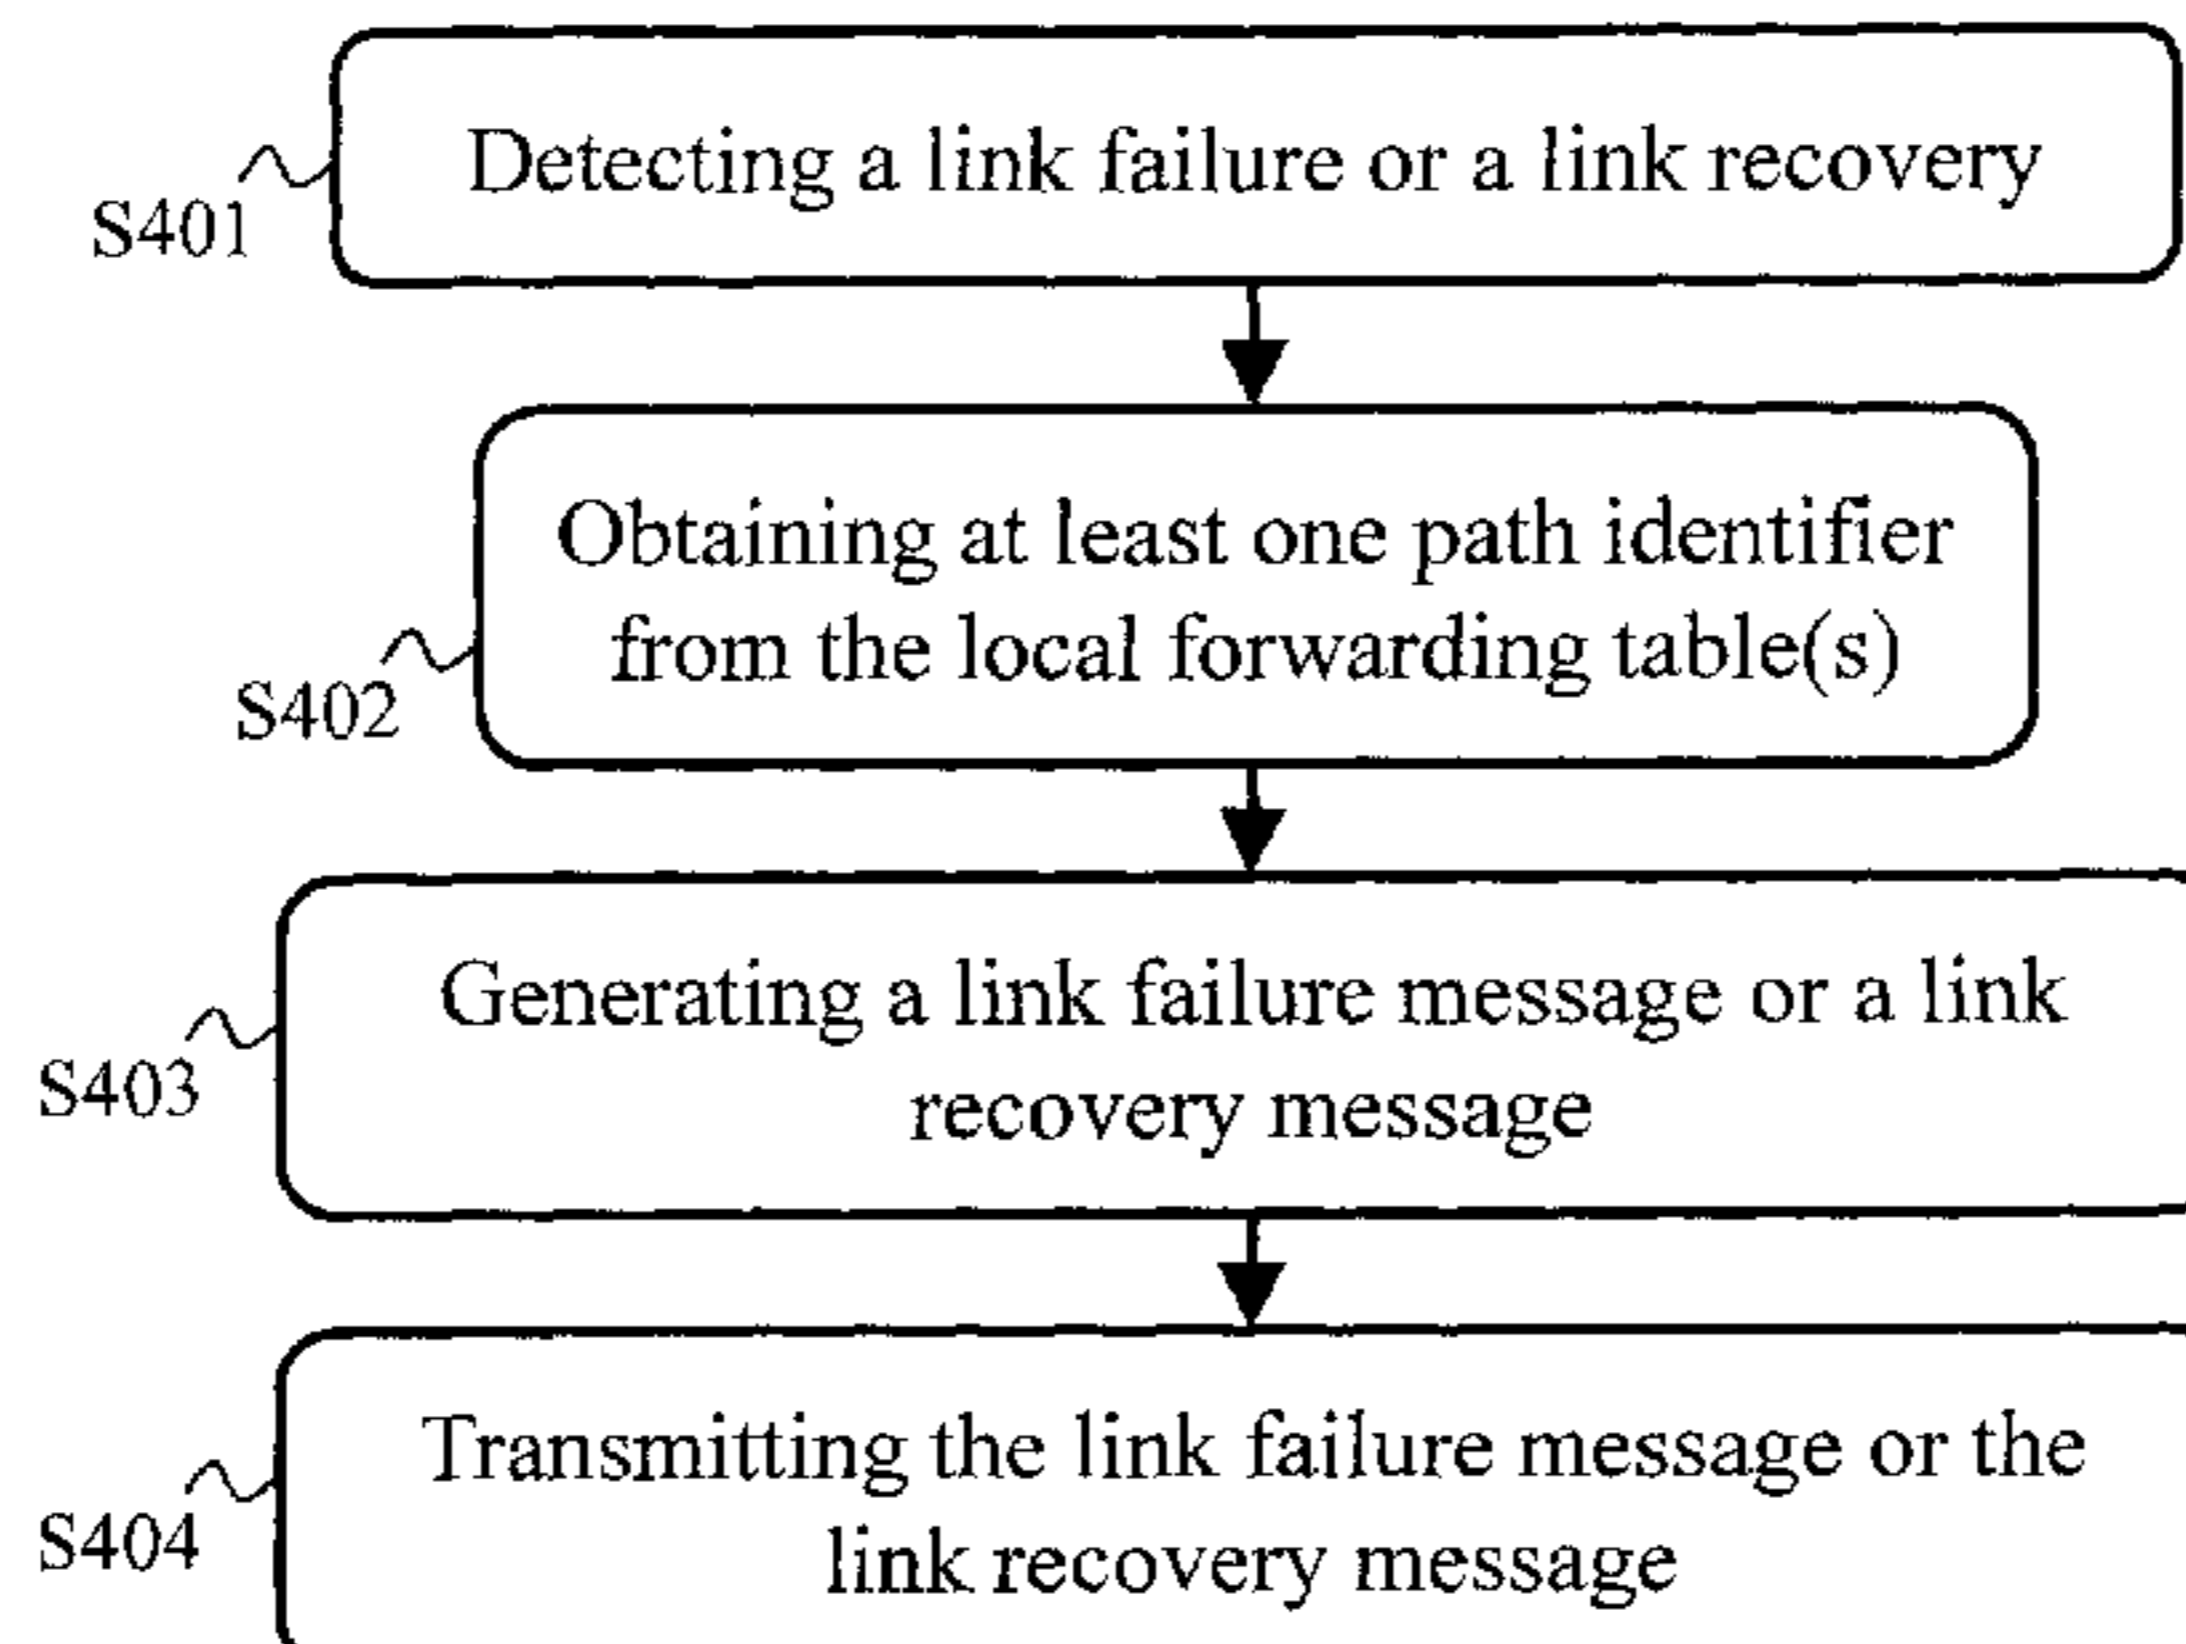 Detecting a link failure or a link recovery
S401
Obtaining at least one path identifier
from the local forwarding table(s)
S402
Generating a link failure message or a link
recovery message
S403
Transmitting the link failure message or the
link recovery message
S404